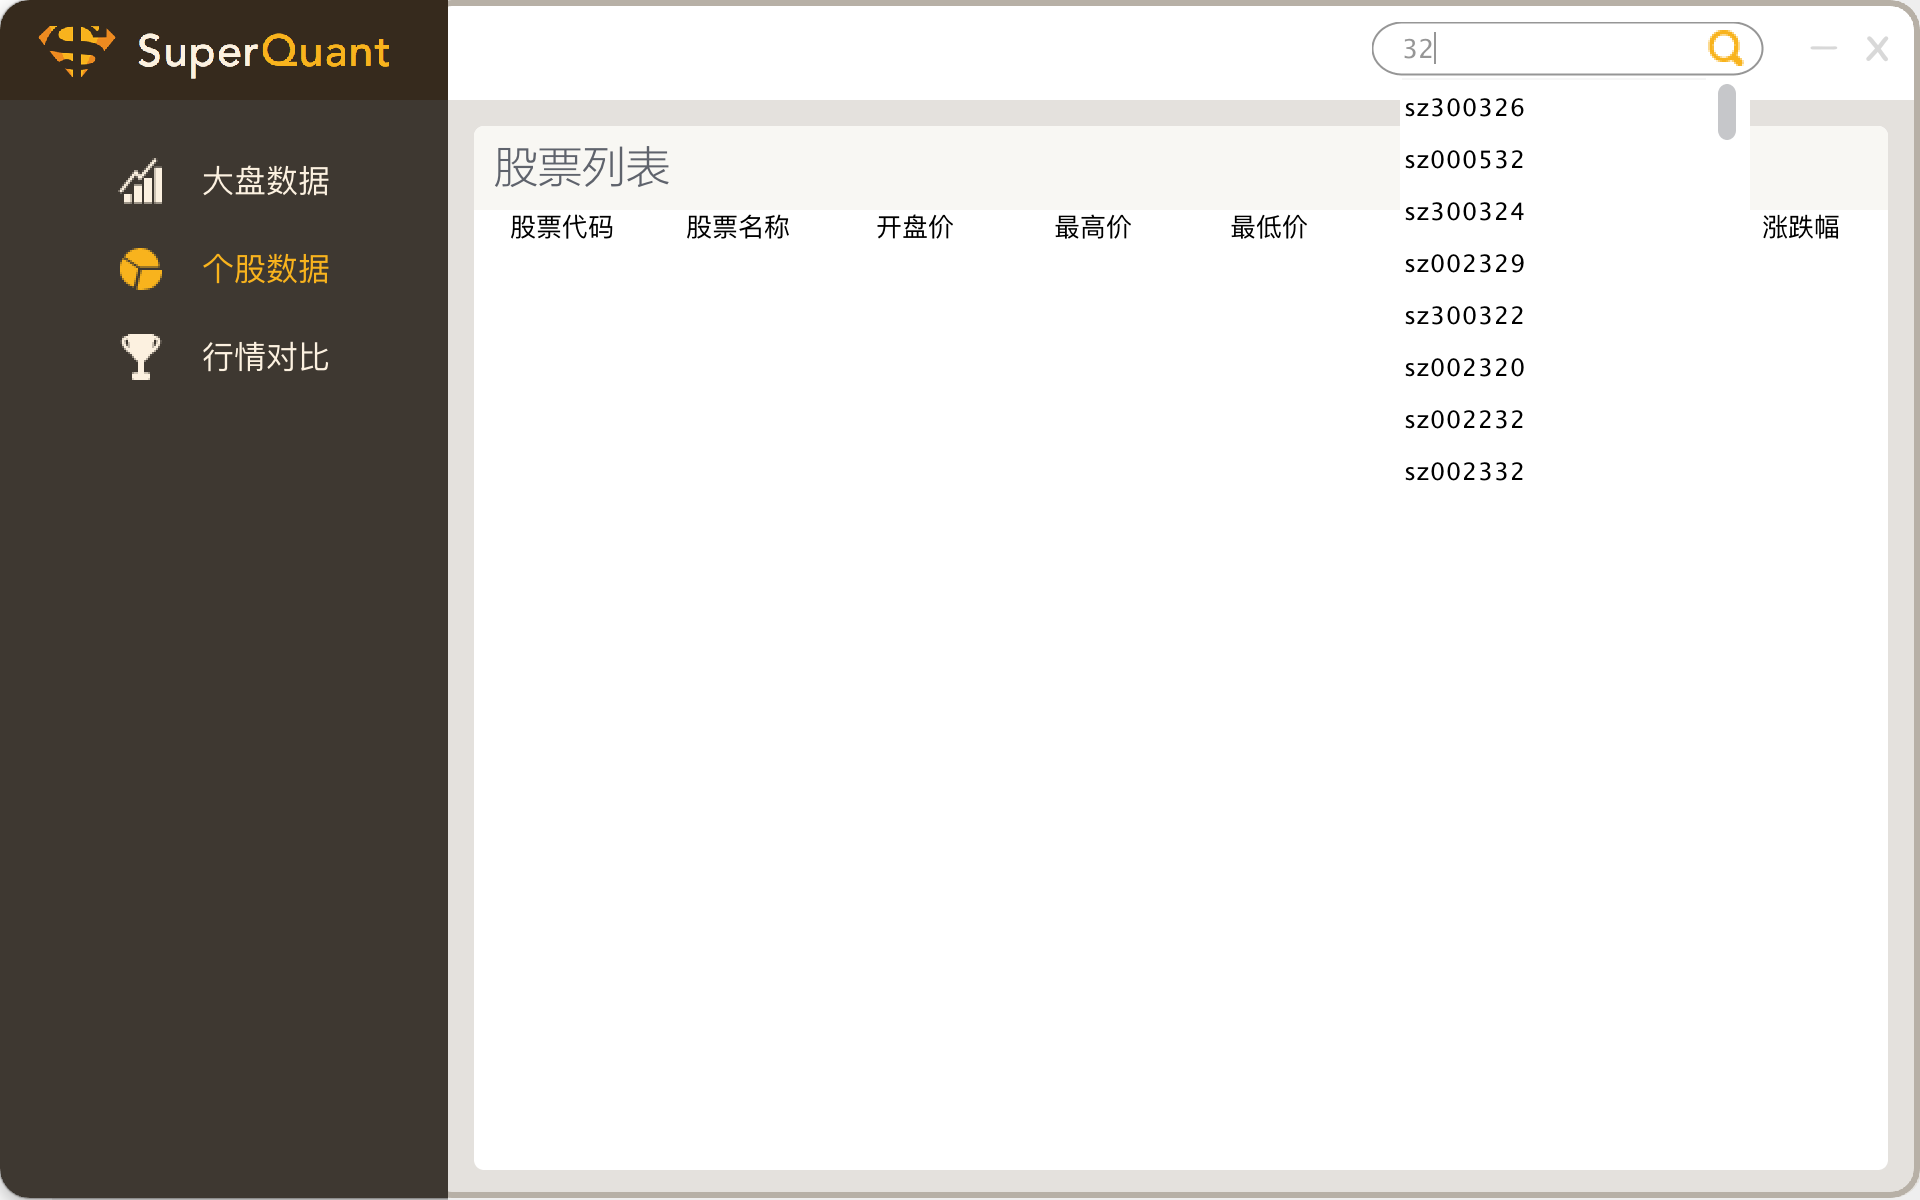 SuperQuant
32
大盘数据
个股数据
行情对比
股票列表
股票代码 股票名称 开盘价 最高价 最低价 涨跌幅
sz300326
sz000532
sz300324
sz002329
sz300322
sz002320
sz002232
sz002332